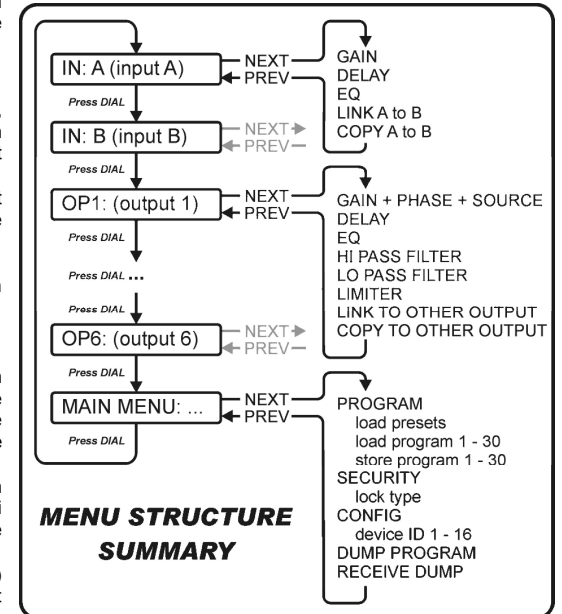 IN: A (input A)
NEXT
PREV
GAIN
DELAY
EQ
LINK A to B
COPY A to B
Press DIAL
IN: B (input B)
NEXT
PREV
Press DIAL
OP1: (output 1)
NEXT
PREV
GAIN + PHASE + SOURCE
DELAY
EQ
HI PASS FILTER
LO PASS FILTER
LIMITER
LINK TO OTHER OUTPUT
COPY TO OTHER OUTPUT
Press DIAL
Press DIAL ...
Press DIAL
OP6: (output 6)
NEXT
PREV
Press DIAL
MAIN MENU: ...
NEXT
PREV
PROGRAM
load presets
load program 1 - 30
store program 1 - 30
SECURITY
lock type
CONFIG
device ID 1 - 16
DUMP PROGRAM
RECEIVE DUMP
Press DIAL
MENU STRUCTURE
SUMMARY